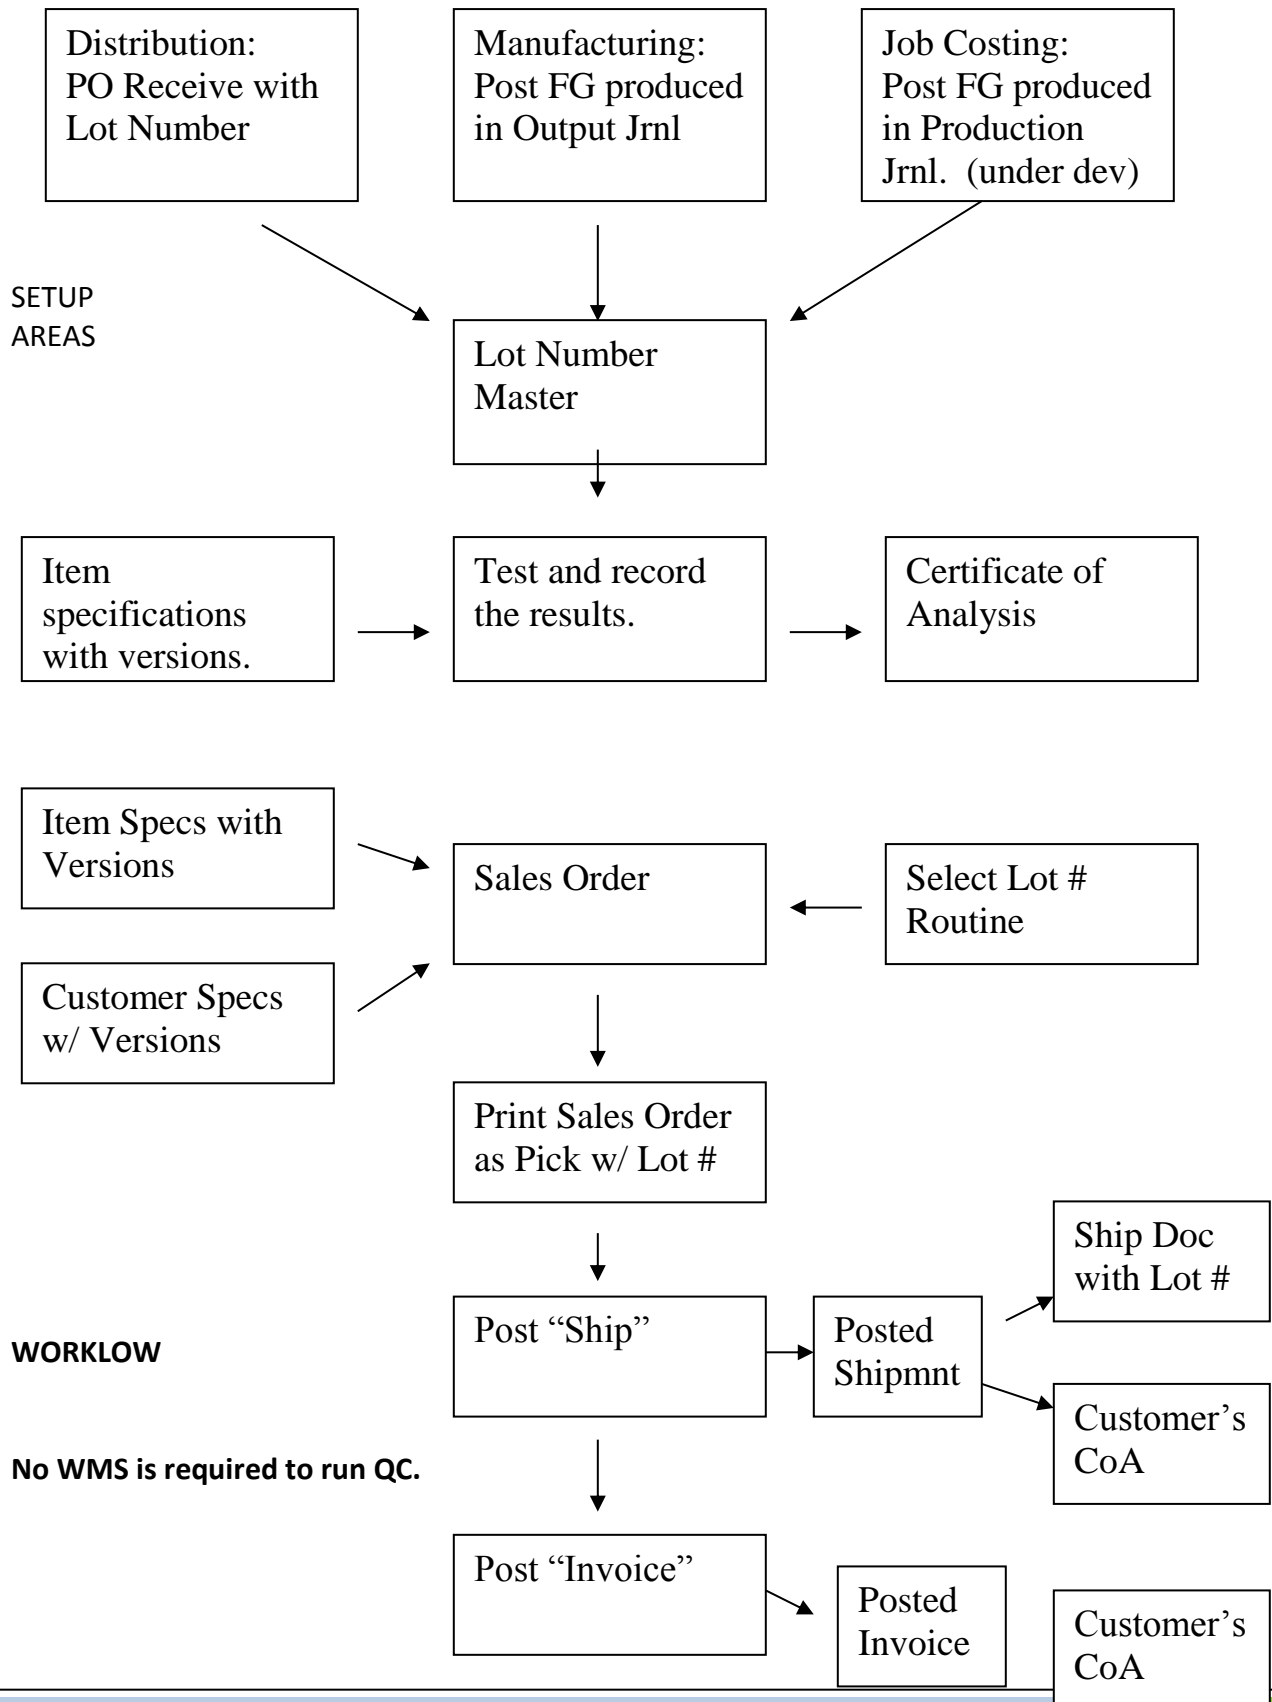 Distribution:
PO Receive with
Lot Number
Manufacturing:
Post FG produced
in Output Jrnl
Job Costing:
Post FG produced
in Production
Jrnl.  (under dev)
SETUP
AREAS
Lot Number
Master
Item
specifications
with versions.
Test and record
the results.
Certificate of
Analysis
Item Specs with
Versions
Sales Order
Select Lot #
Routine
Customer Specs
w/ Versions
Print Sales Order
as Pick w/ Lot #
Ship Doc
with Lot #
Post “Ship”
Posted
Shipmnt
WORKLOW
Customer’s
CoA
No WMS is required to run QC.
Post “Invoice”
Posted
Invoice
Customer’s
CoA